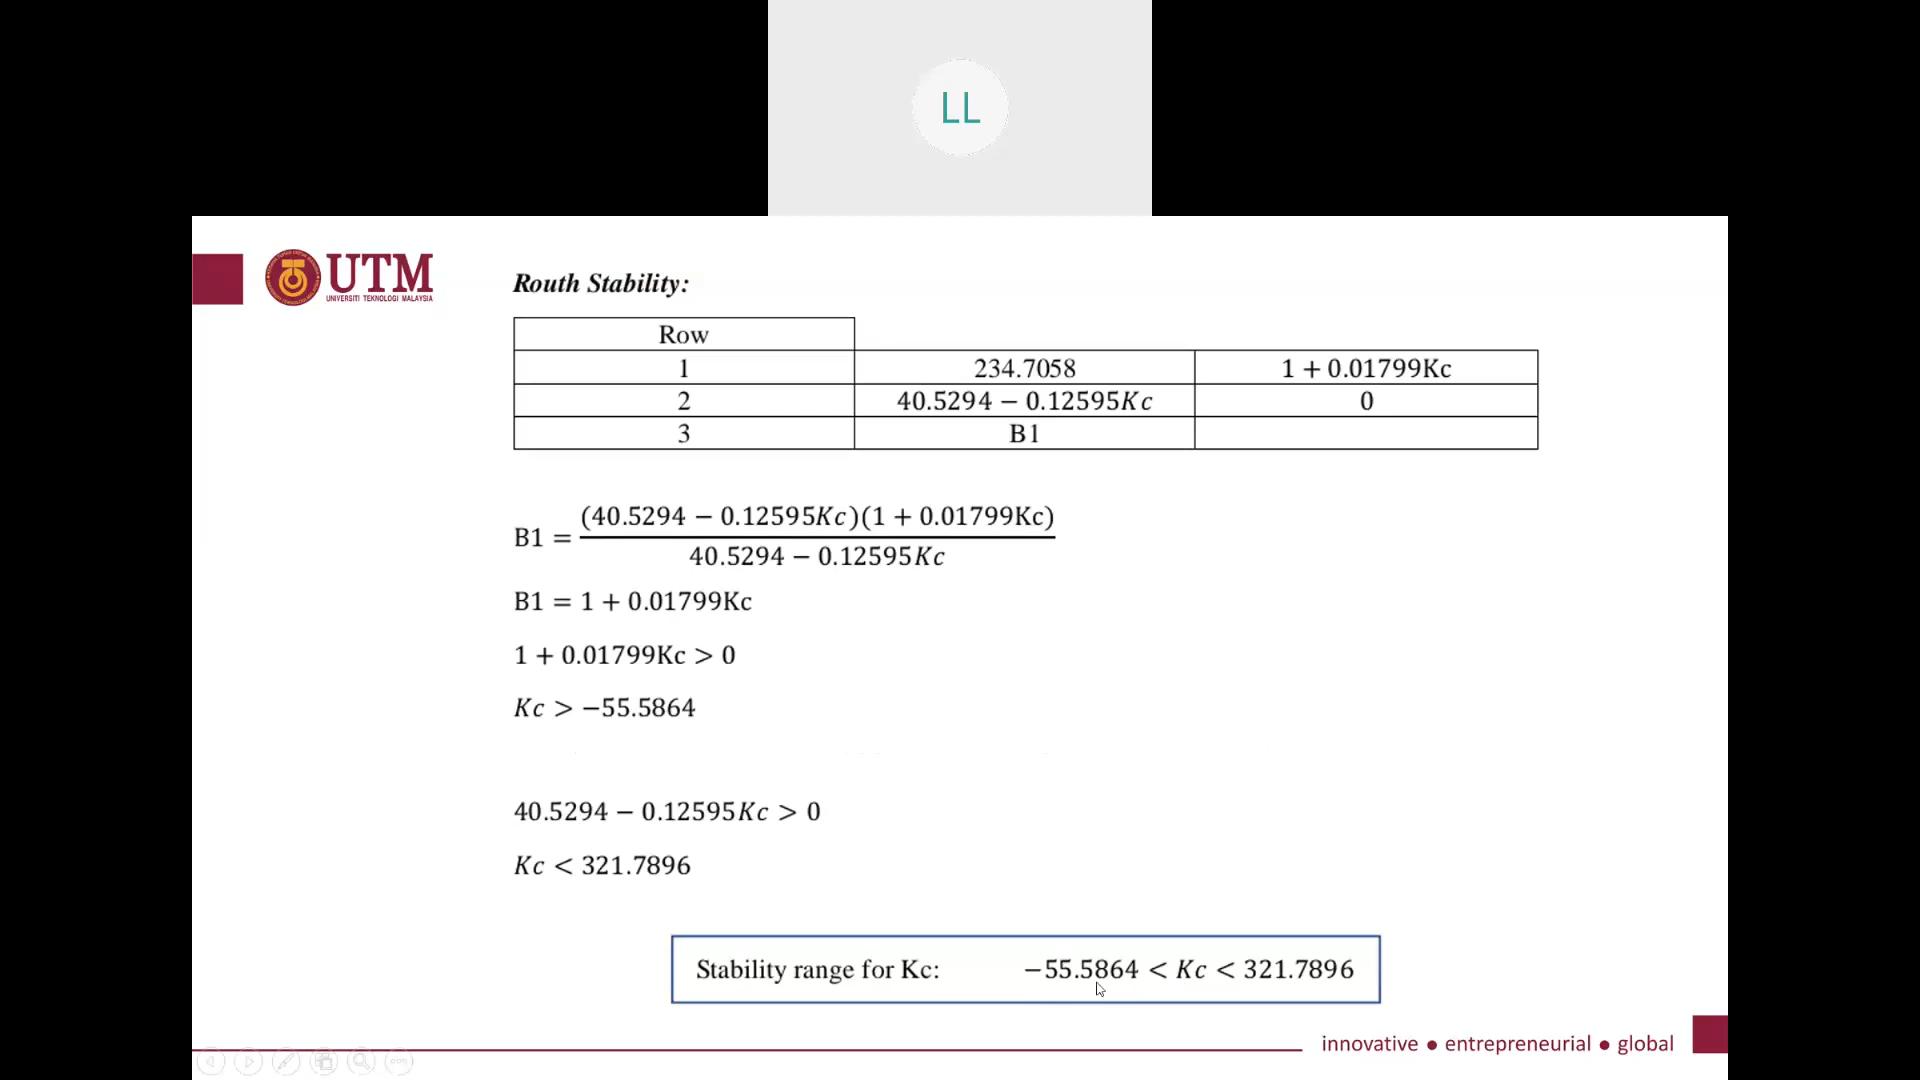 LL
UTM
UNIVERSITI TEKNOLOGI MALAYSIA
Routh Stability:
Row
1 234.7058 1 + 0.01799Kc
2 40.5294 − 0.12595Kc 0
3 B1
B1 = (40.5294 − 0.12595Kc)(1 + 0.01799Kc) / 40.5294 − 0.12595Kc
B1 = 1 + 0.01799Kc
1 + 0.01799Kc > 0
Kc > −55.5864
40.5294 − 0.12595Kc > 0
Kc < 321.7896
Stability range for Kc: −55.5864 < Kc < 321.7896
innovative ● entrepreneurial ● global